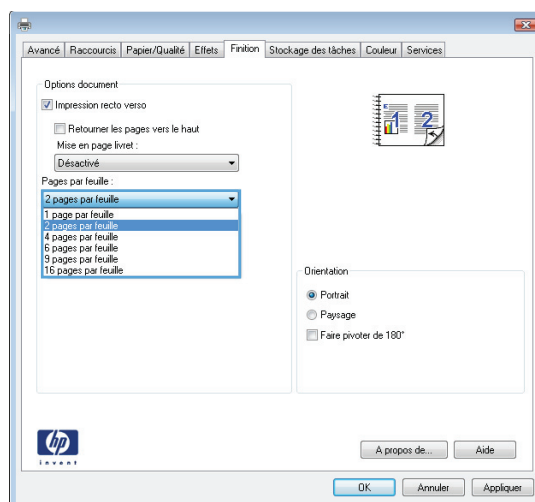 Avancé Raccourcis Papier/Qualité Effets Finition Stockage des tâches Couleur Services
Options document
Impression recto verso
Retourner les pages vers le haut
Mise en page livret :
Désactivé
Pages par feuille :
2 pages par feuille
1 page par feuille
2 pages par feuille
4 pages par feuille
6 pages par feuille
9 pages par feuille
16 pages par feuille
1 2
Orientation
Portrait
Paysage
Faire pivoter de 180°
hp
invent
A propos de... Aide
OK Annuler Appliquer